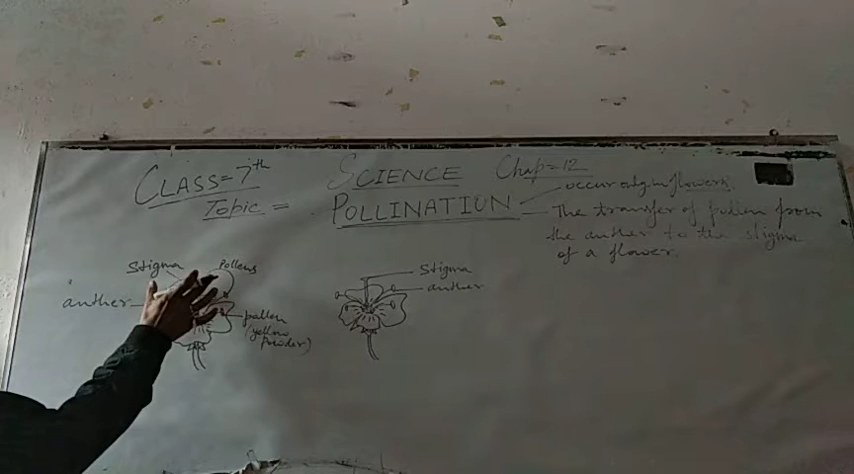 CLASS=7th
SCIENCE Chap=12
Topic = POLLINATION
occur only in flowers.
The transfer of pollen from
the anther to the stigma
of a flower.
Stigma
Pollens
anther
pollen
(yellow
powder)
Stigma
anther